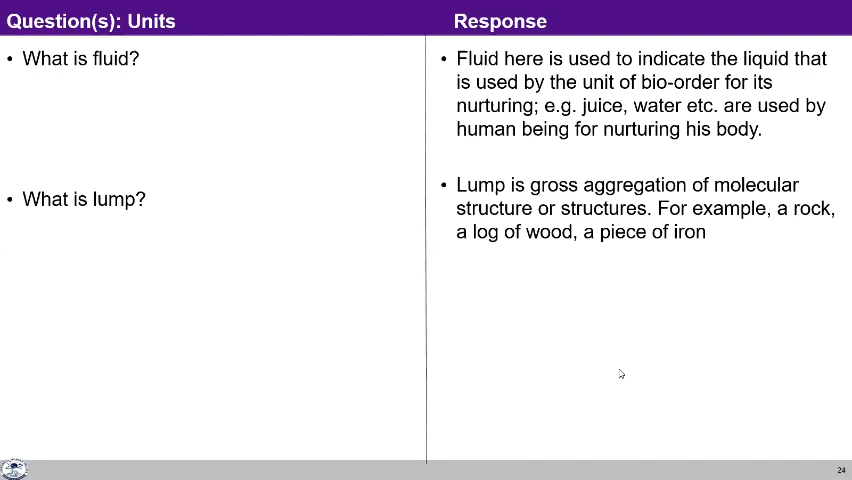 Question(s): Units
Response
• What is fluid?
• Fluid here is used to indicate the liquid that
is used by the unit of bio-order for its
nurturing; e.g. juice, water etc. are used by
human being for nurturing his body.
• What is lump?
• Lump is gross aggregation of molecular
structure or structures. For example, a rock,
a log of wood, a piece of iron
24